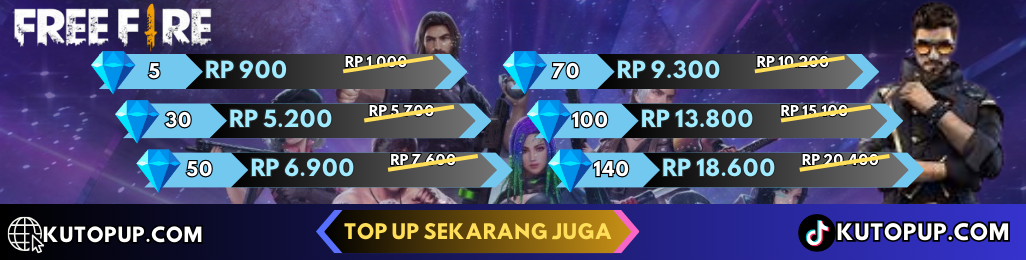 FREE FIRE
5 RP 900 RP 1.000
30 RP 5.200 RP 5.700
50 RP 6.900 RP 7.600
70 RP 9.300 RP 10.200
100 RP 13.800 RP 15.100
140 RP 18.600 RP 20.400
KUTOPUP.COM
TOP UP SEKARANG JUGA
KUTOPUP.COM